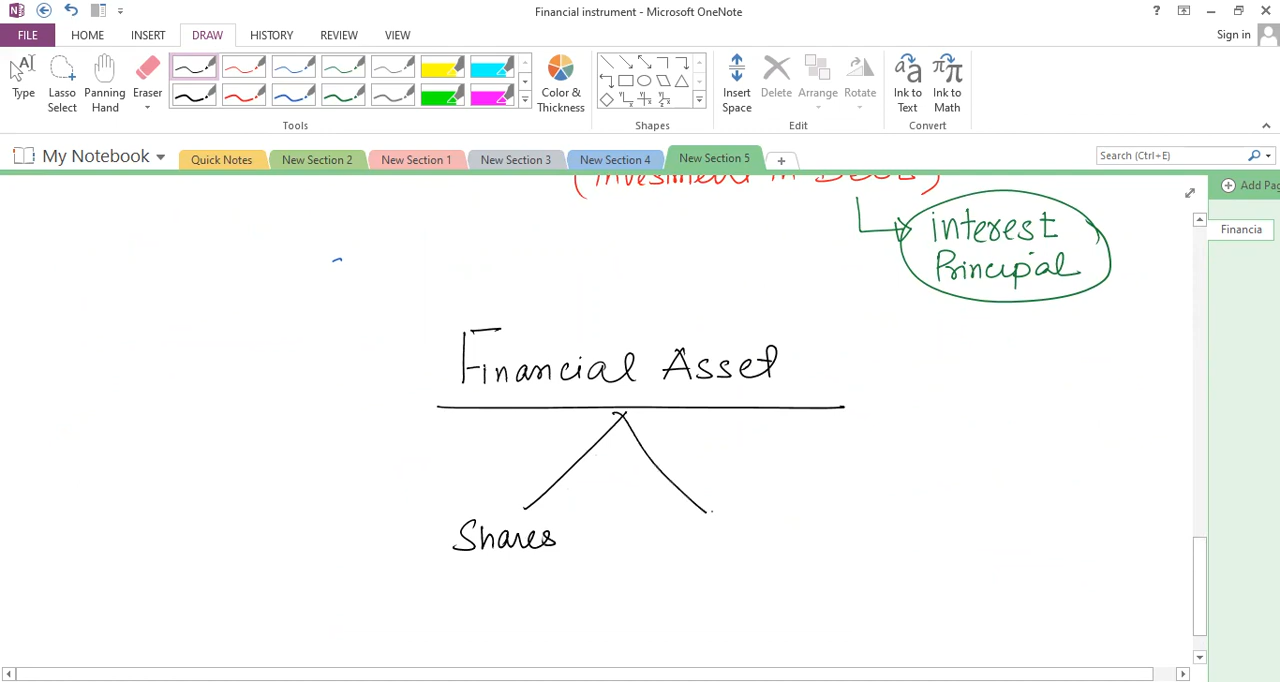 Financial instrument - Microsoft OneNote
Sign in
FILE HOME INSERT DRAW HISTORY REVIEW VIEW
Type Lasso Select Panning Hand Eraser Color & Thickness Insert Space Delete Arrange Rotate Ink to Text Ink to Math
Tools Shapes Edit Convert
My Notebook Quick Notes New Section 2 New Section 1 New Section 3 New Section 4 New Section 5 Search (Ctrl+E)
Add Pag
Financia
interest
Principal
Financial Asset
Shares